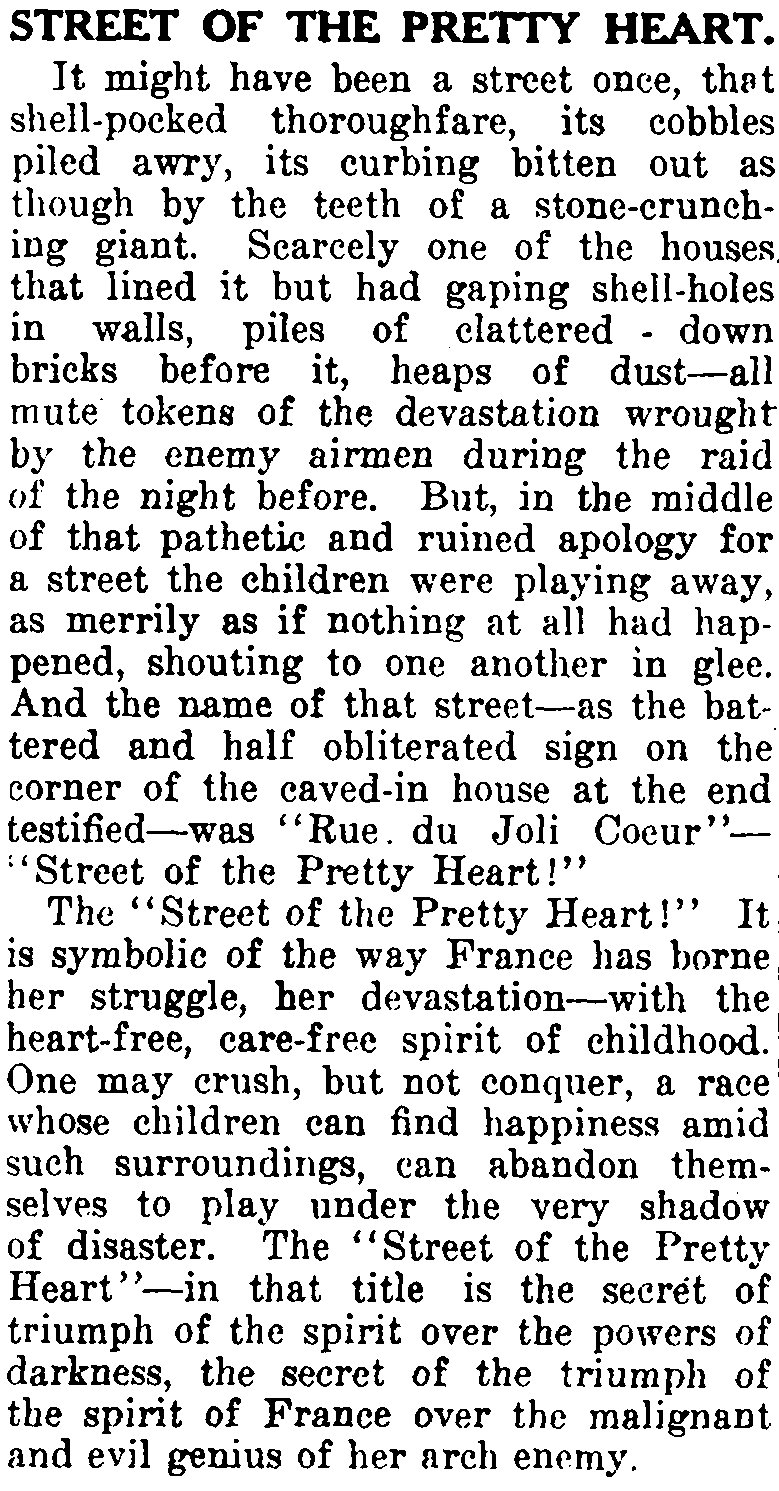 STREET OF THE PRETTY HEART.
It might have been a street once, that
shell-pocked thoroughfare, its cobbles
piled awry, its curbing bitten out as
though by the teeth of a stone-crunch-
ing giant. Scarcely one of the houses
that lined it but had gaping shell-holes
in walls, piles of clattered - down
bricks before it, heaps of dust—all
mute tokens of the devastation wrought
by the enemy airmen during the raid
of the night before. But, in the middle
of that pathetic and ruined apology for
a street the children were playing away,
as merrily as if nothing at all had hap-
pened, shouting to one another in glee.
And the name of that street—as the bat-
tered and half obliterated sign on the
corner of the caved-in house at the end
testified—was "Rue. du Joli Coeur"—
"Street of the Pretty Heart!"
The "Street of the Pretty Heart!" It
is symbolic of the way France has borne
her struggle, her devastation—with the
heart-free, care-free spirit of childhood.
One may crush, but not conquer, a race
whose children can find happiness amid
such surroundings, can abandon them-
selves to play under the very shadow
of disaster. The "Street of the Pretty
Heart"—in that title is the secret of
triumph of the spirit over the powers of
darkness, the secret of the triumph of
the spirit of France over the malignant
and evil genius of her arch enemy.